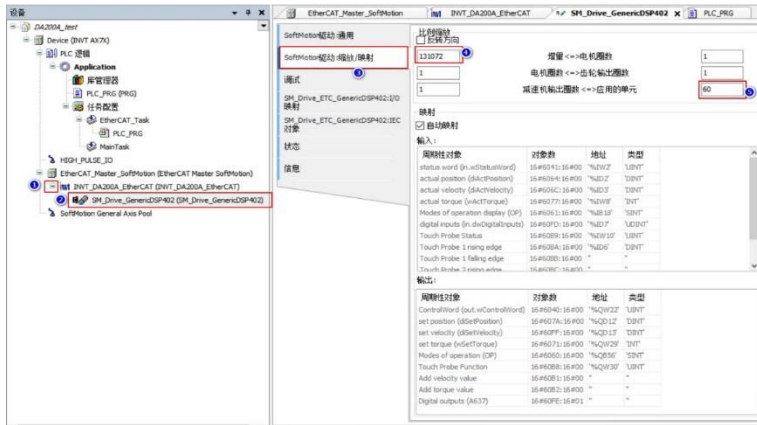 设备
DA200A_test
Device (INVT AX7X)
PLC 逻辑
Application
库管理器
PLC_PRG (PRG)
任务配置
EtherCAT_Task
PLC_PRG
MainTask
HIGH_PULSE_IO
EtherCAT_Master_SoftMotion (EtherCAT Master SoftMotion)
① INVT_DA200A_EtherCAT (INVT_DA200A_EtherCAT)
② SM_Drive_GenericDSP402 (SM_Drive_GenericDSP402)
SoftMotion General Axis Pool
EtherCAT_Master_SoftMotion INVT_DA200A_EtherCAT SM_Drive_GenericDSP402 X PLC_PRG
SoftMotion驱动:通用
SoftMotion驱动:缩放/映射
③
调试
SM_Drive_ETC_GenericDSP402:I/O
映射
SM_Drive_ETC_GenericDSP402:IEC
对象
状态
信息
比例缩放
反转方向
131072 ④ 增量 <=>电机圈数 1
1 电机圈数 <=>齿轮输出圈数 1
1 减速机输出圈数 <=>应用的单元 60 ⑤
映射
自动映射
输入:
周期性对象 对象数 地址 类型
status word (in.wStatusWord) 16#6041:16#00 '%IW2' 'UINT'
actual position (diActPosition) 16#6064:16#00 '%ID2' 'DINT'
actual velocity (diActVelocity) 16#606C:16#00 '%ID3' 'DINT'
actual torque (wActTorque) 16#6077:16#00 '%IW8' 'INT'
Modes of operation display (OP) 16#6061:16#00 '%IB18' 'SINT'
digital inputs (in.dwDigitalInputs) 16#60FD:16#00 '%ID7' 'UDINT'
Touch Probe Status 16#60B9:16#00 '%IW10' 'UINT'
Touch Probe 1 rising edge 16#60BA:16#00 '%ID6' 'DINT'
Touch Probe 1 falling edge 16#60BB:16#00 '' ''
Touch Probe 2 rising edge 16#60BC:16#00 '' ''
输出:
周期性对象 对象数 地址 类型
ControlWord (out.wControlWord) 16#6040:16#00 '%QW22' 'UINT'
set position (diSetPosition) 16#607A:16#00 '%QD12' 'DINT'
set velocity (diSetVelocity) 16#60FF:16#00 '%QD13' 'DINT'
set torque (wSetTorque) 16#6071:16#00 '%QW29' 'INT'
Modes of operation (OP) 16#6060:16#00 '%QB56' 'SINT'
Touch Probe Function 16#60B8:16#00 '%QW30' 'UINT'
Add velocity value 16#60B1:16#00 '' ''
Add torque value 16#60B2:16#00 '' ''
Digital outputs (A637) 16#60FE:16#01 '' ''